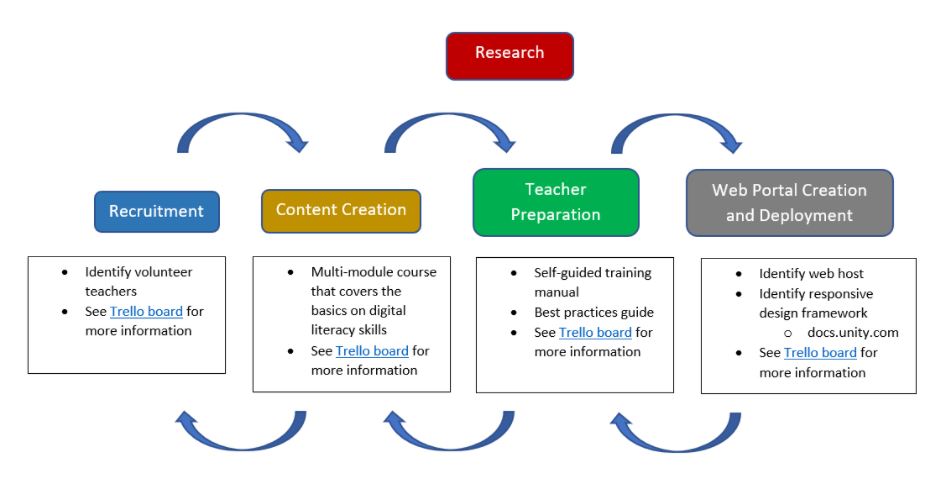 Research
Recruitment
Content Creation
Teacher
Preparation
Web Portal Creation
and Deployment
• Identify volunteer
teachers
• See Trello board for
more information
• Multi-module course
that covers the
basics on digital
literacy skills
• See Trello board for
more information
• Self-guided training
manual
• Best practices guide
• See Trello board for
more information
• Identify web host
• Identify responsive
design framework
o docs.unity.com
• See Trello board for
more information